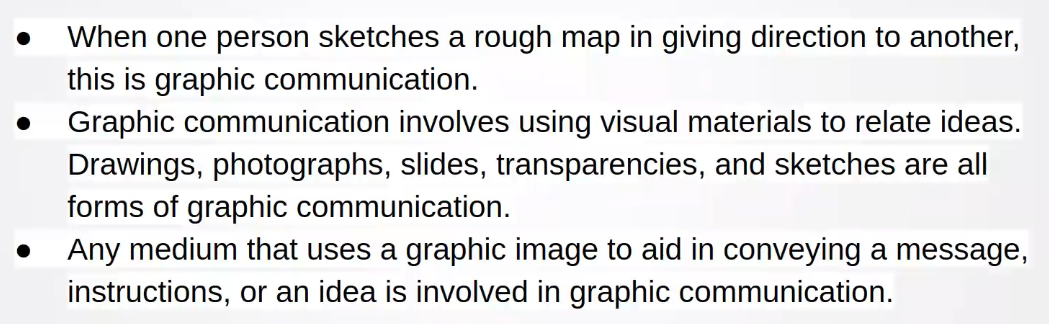 ● When one person sketches a rough map in giving direction to another,
this is graphic communication.
● Graphic communication involves using visual materials to relate ideas.
Drawings, photographs, slides, transparencies, and sketches are all
forms of graphic communication.
● Any medium that uses a graphic image to aid in conveying a message,
instructions, or an idea is involved in graphic communication.